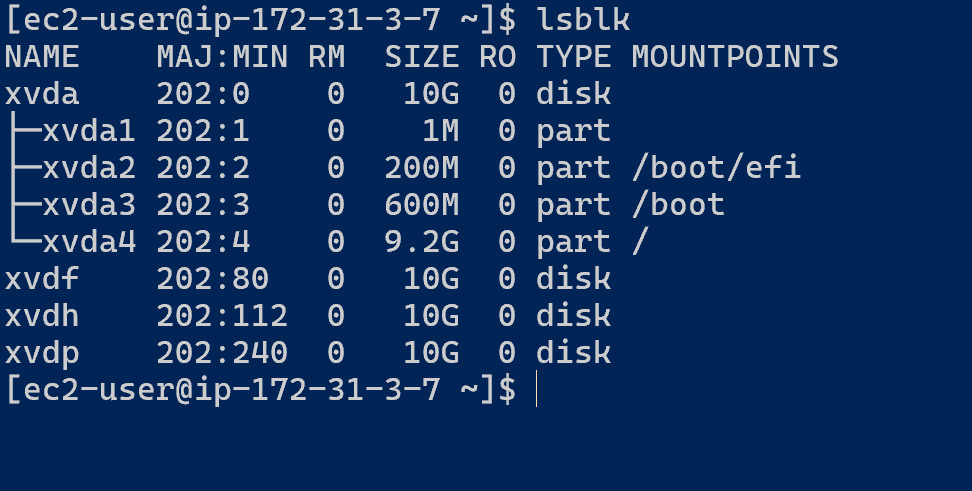 [ec2-user@ip-172-31-3-7 ~]$ lsblk
NAME    MAJ:MIN RM  SIZE RO TYPE MOUNTPOINTS
xvda    202:0    0   10G  0 disk
├─xvda1 202:1    0    1M  0 part
├─xvda2 202:2    0  200M  0 part /boot/efi
├─xvda3 202:3    0  600M  0 part /boot
└─xvda4 202:4    0  9.2G  0 part /
xvdf    202:80   0   10G  0 disk
xvdh    202:112  0   10G  0 disk
xvdp    202:240  0   10G  0 disk
[ec2-user@ip-172-31-3-7 ~]$